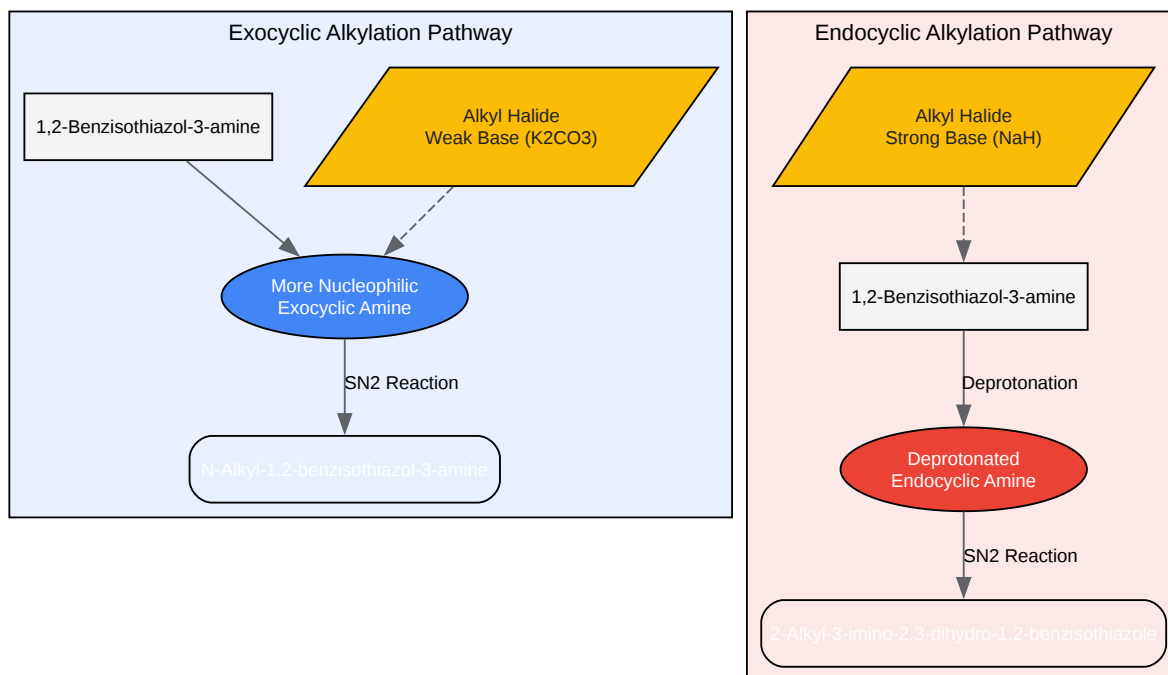 Exocyclic Alkylation Pathway
1,2-Benzisothiazol-3-amine
Alkyl Halide
Weak Base (K2CO3)
More Nucleophilic
Exocyclic Amine
SN2 Reaction
N-Alkyl-1,2-benzisothiazol-3-amine
Endocyclic Alkylation Pathway
Alkyl Halide
Strong Base (NaH)
1,2-Benzisothiazol-3-amine
Deprotonation
Deprotonated
Endocyclic Amine
SN2 Reaction
2-Alkyl-3-imino-2,3-dihydro-1,2-benzisothiazole